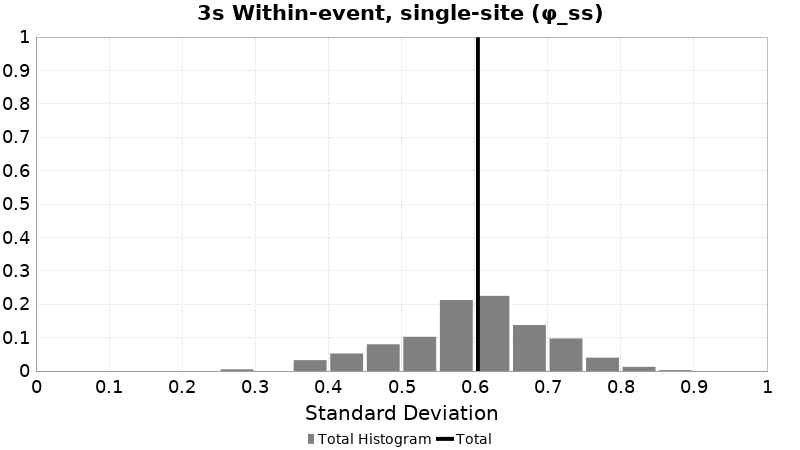 3s Within-event, single-site (φ_ss)
1
0.9
0.8
0.7
0.6
0.5
0.4
0.3
0.2
0.1
0
0 0.1 0.2 0.3 0.4 0.5 0.6 0.7 0.8 0.9 1
Standard Deviation
Total Histogram Total